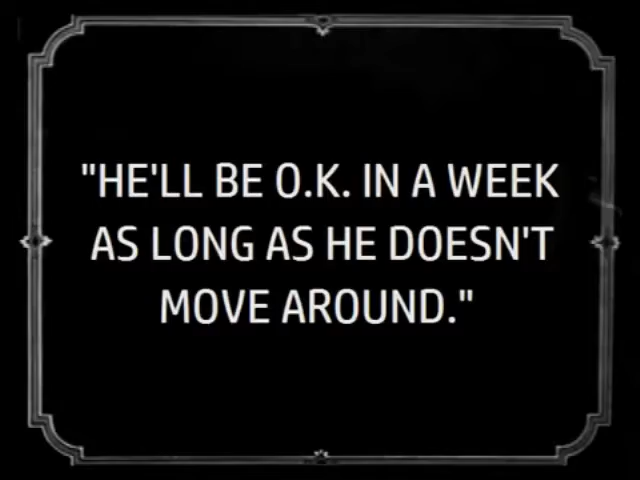 "HE'LL BE O.K. IN A WEEK
AS LONG AS HE DOESN'T
MOVE AROUND."